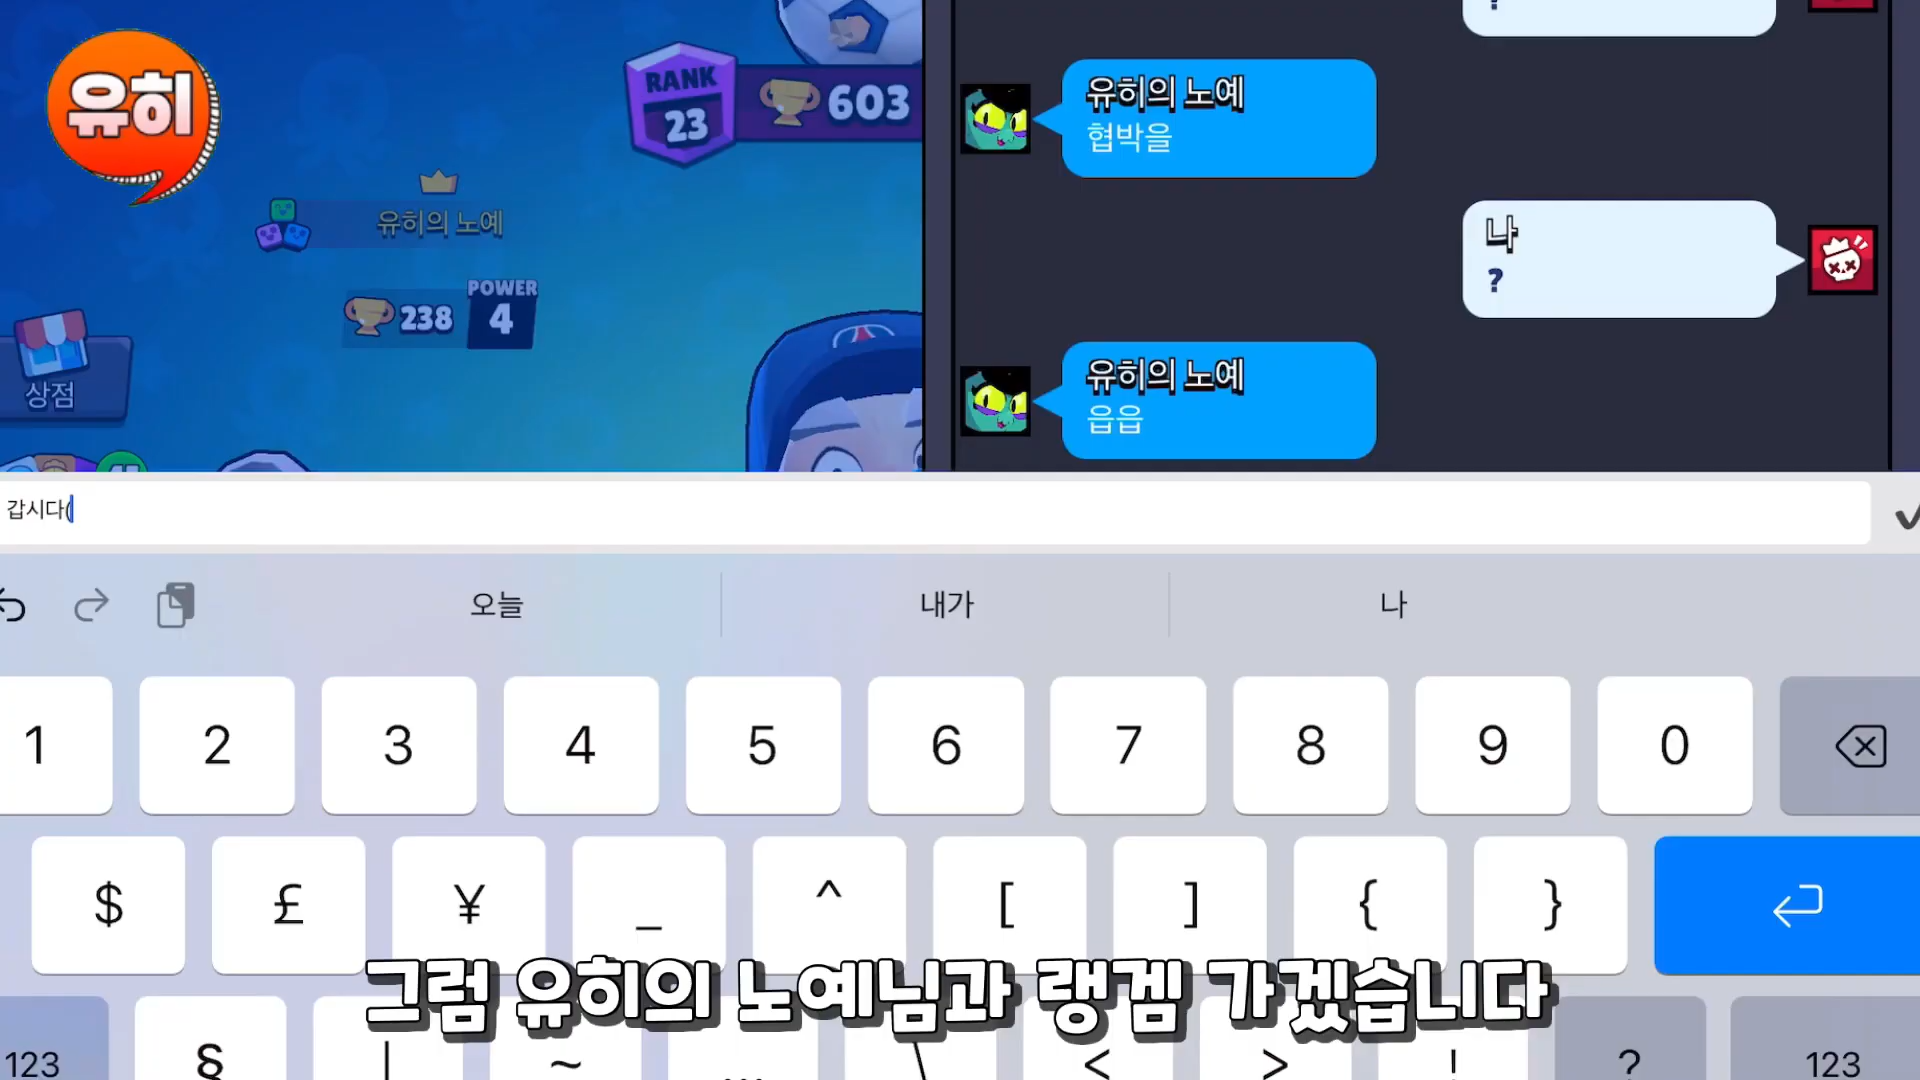 유히
RANK
23
603
유히의 노예
238
POWER
4
상점
?
유히의 노예
협박을
나
?
유히의 노예
읍읍
갑시다(
오늘
내가
나
1 2 3 4 5 6 7 8 9 0
$ £ ¥ _ ^ [ ] { }
그럼 유히의 노예님과 랭겜 가겠습니다
123 § | ~ … \ < > ! ? 123